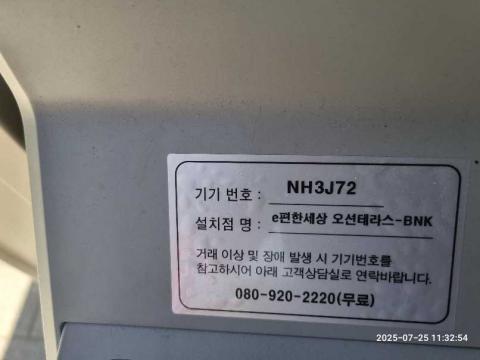 기기 번호 : NH3J72
설치점 명 : e편한세상 오션테라스-BNK
거래 이상 및 장애 발생 시 기기번호를
참고하시어 아래 고객상담실로 연락바랍니다.
080-920-2220(무료)
2025-07-25 11:32:54